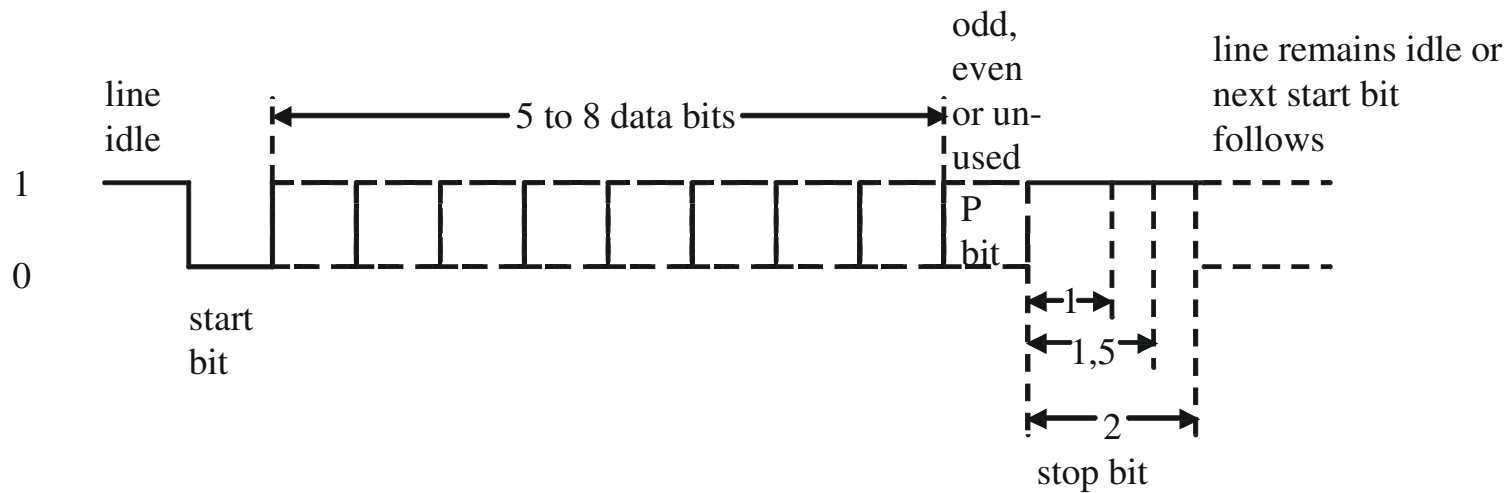 line
idle
5 to 8 data bits
odd,
even
or un-
used
line remains idle or
next start bit
follows
1
P
bit
0
start
bit
1
1,5
2
stop bit